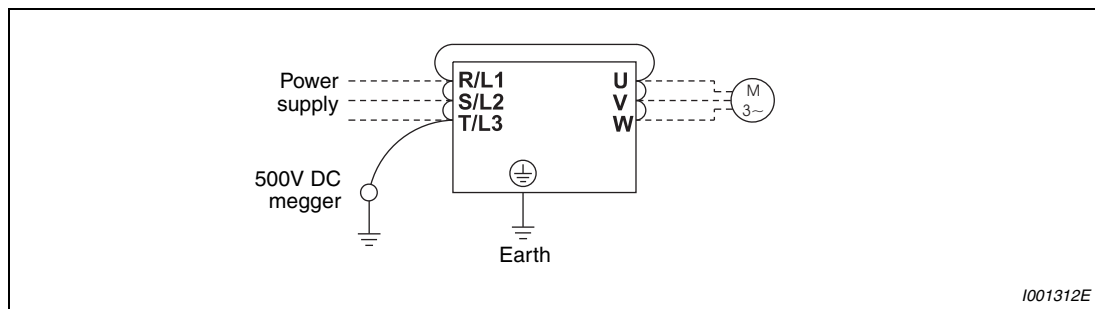 Power
supply
R/L1
S/L2
T/L3
U
V
W
M
3~
500V DC
megger
Earth
I001312E